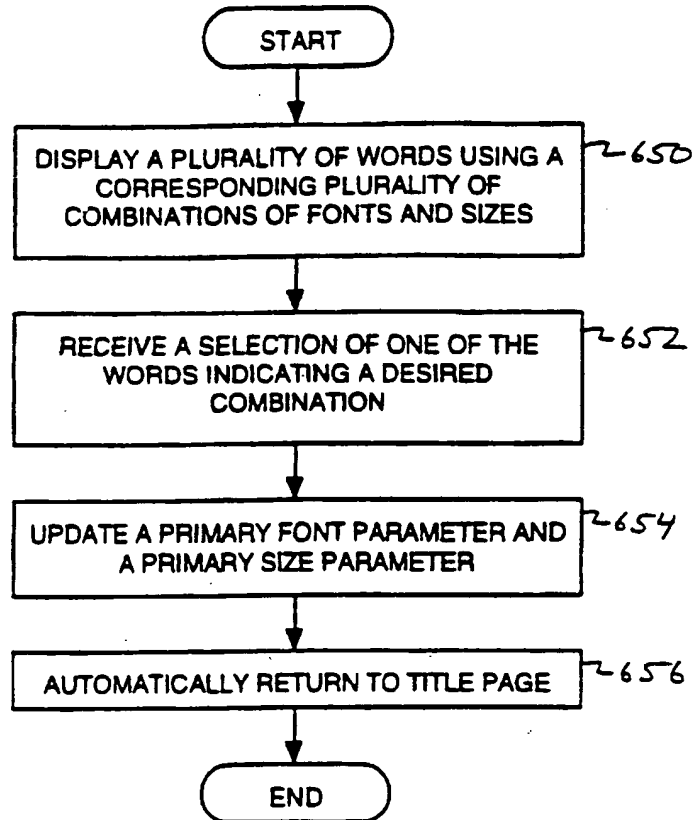 START
DISPLAY A PLURALITY OF WORDS USING A
CORRESPONDING PLURALITY OF
COMBINATIONS OF FONTS AND SIZES
650
RECEIVE A SELECTION OF ONE OF THE
WORDS INDICATING A DESIRED
COMBINATION
652
UPDATE A PRIMARY FONT PARAMETER AND
A PRIMARY SIZE PARAMETER
654
AUTOMATICALLY RETURN TO TITLE PAGE
656
END